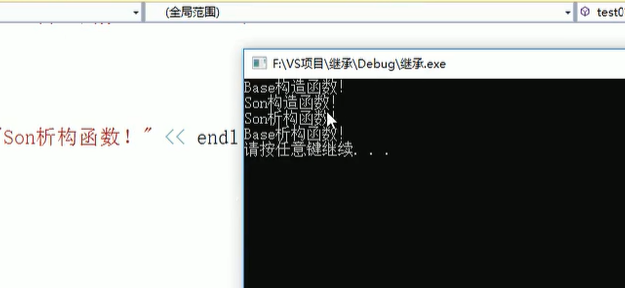 (全局范围)
test0
F:\VS项目\继承\Debug\继承.exe
Base构造函数!
Son构造函数!
Son析构函数!
Base析构函数!
请按任意键继续. . .
"Son析构函数! " << endl